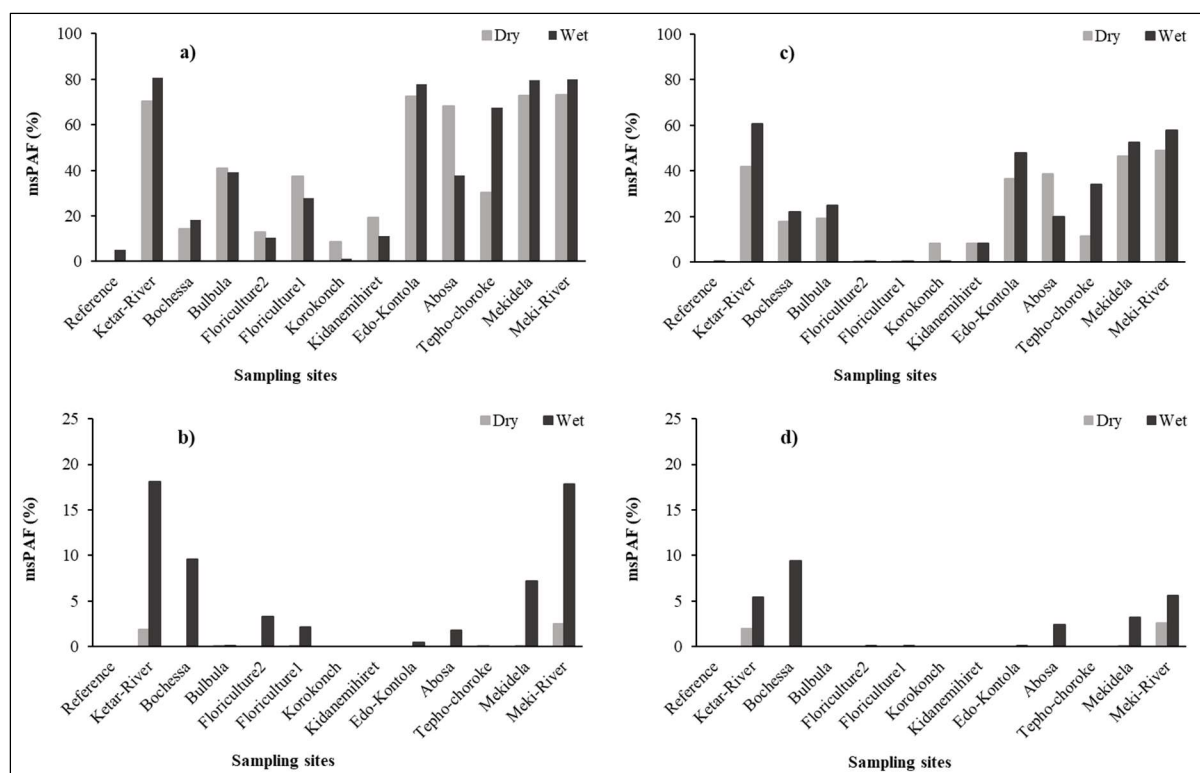 100
80
60
40
20
0
msPAF (%)
a)
Dry Wet
Reference
Ketar-River
Bochessa
Bulbula
Floriculture2
Floriculture1
Korokonch
Kidanemihiret
Edo-Kontola
Abosa
Tepho-choroke
Mekidela
Meki-River
Sampling sites
100
80
60
40
20
0
msPAF (%)
c)
Dry Wet
Reference
Ketar-River
Bochessa
Bulbula
Floriculture2
Floriculture1
Korokonch
Kidanemihiret
Edo-Kontola
Abosa
Tepho-choroke
Mekidela
Meki-River
Sampling sites
25
20
15
10
5
0
msPAF (%)
b)
Dry Wet
Reference
Ketar-River
Bochessa
Bulbula
Floriculture2
Floriculture1
Korokonch
Kidanemihiret
Edo-Kontola
Abosa
Tepho-choroke
Mekidela
Meki-River
Sampling sites
25
20
15
10
5
0
msPAF (%)
d)
Dry Wet
Reference
Ketar-River
Bochessa
Bulbula
Floriculture2
Floriculture1
Korokonch
Kidanemihiret
Edo-Kontola
Abosa
Tepho-choroke
Mekidela
Meki-River
Sampling sites